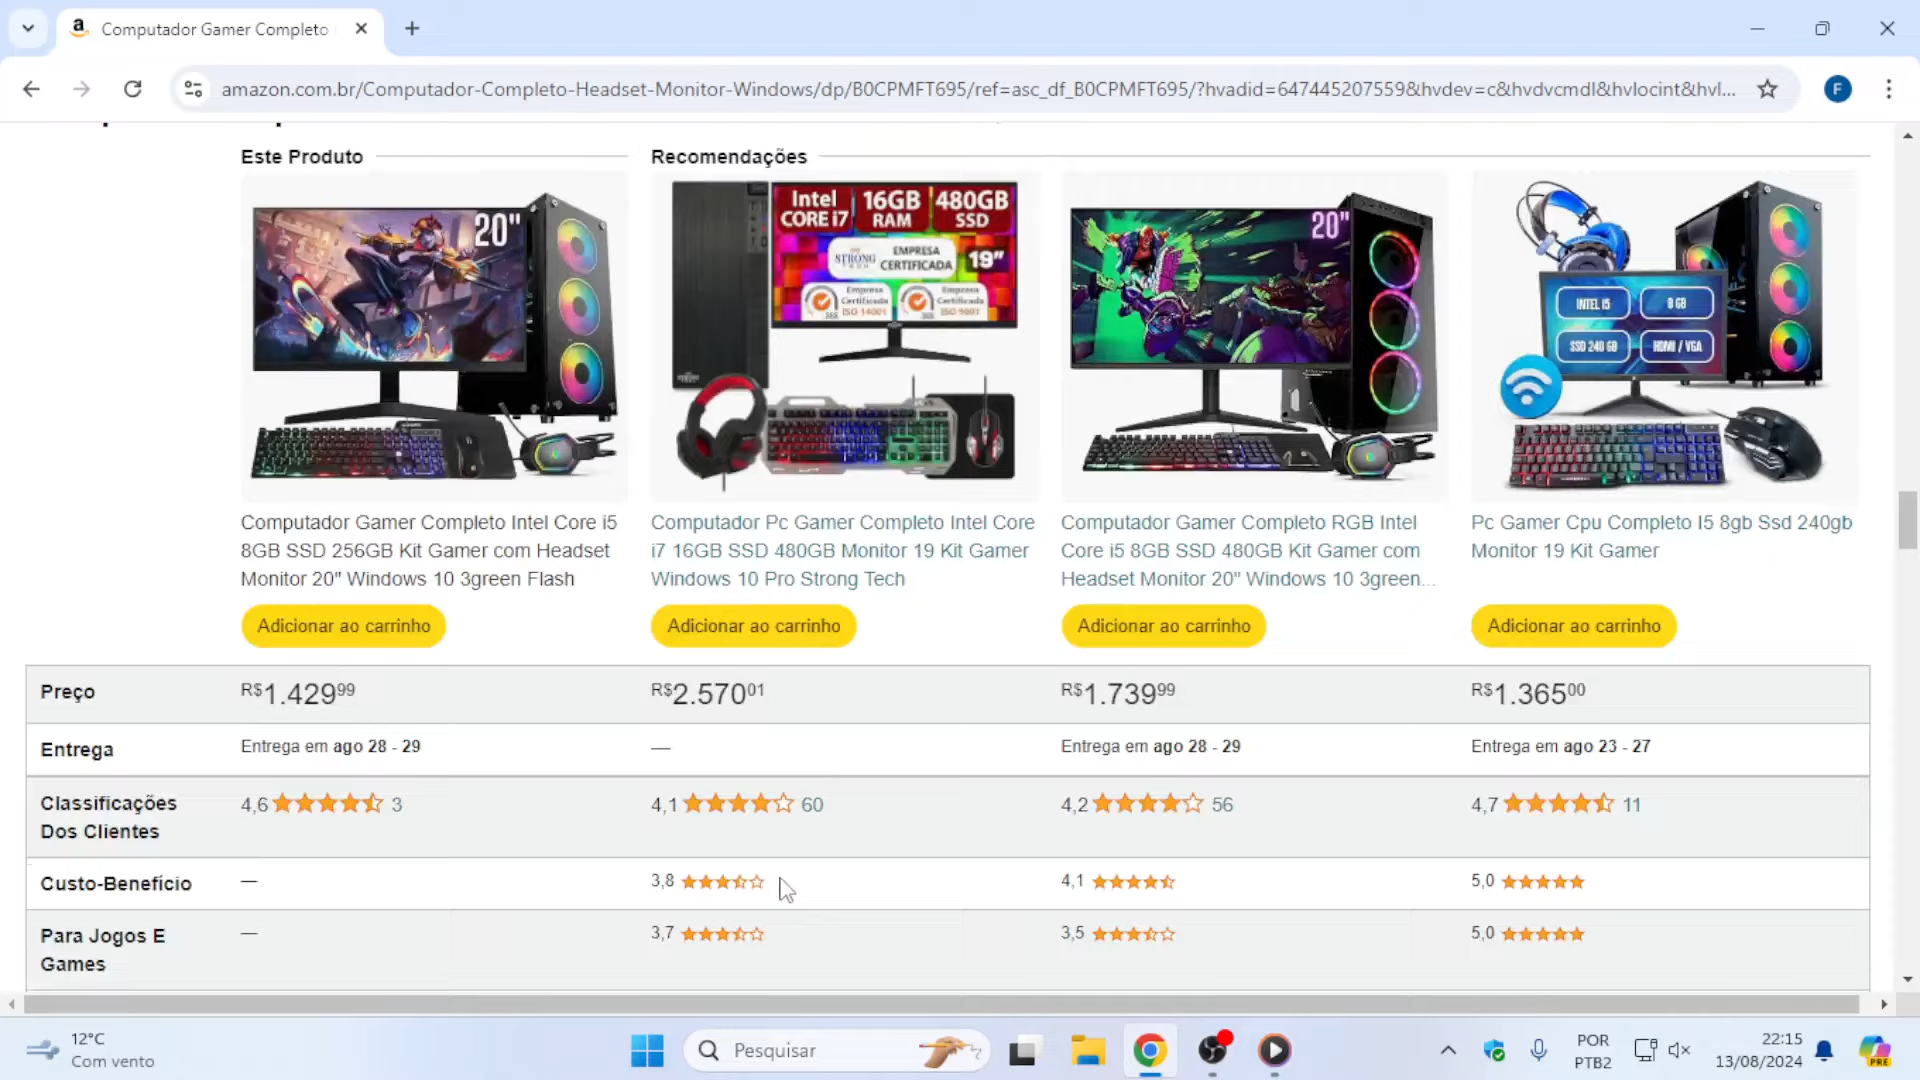 Computador Gamer Completo
amazon.com.br/Computador-Completo-Headset-Monitor-Windows/dp/B0CPMFT695/ref=asc_df_B0CPMFT695/?hvadid=647445207559&hvdev=c&hvdvcmdl&hvlocint&hvl...
F
Este Produto
Recomendações
20"
Intel CORE i7
16GB RAM
480GB SSD
STRONG TECH
EMPRESA CERTIFICADA
19"
Empresa Certificada ISO 14001
Empresa Certificada ISO 9001
20"
INTEL I5
8 GB
SSD 240 GB
HDMI / VGA
Computador Gamer Completo Intel Core i5
8GB SSD 256GB Kit Gamer com Headset
Monitor 20" Windows 10 3green Flash
Computador Pc Gamer Completo Intel Core
i7 16GB SSD 480GB Monitor 19 Kit Gamer
Windows 10 Pro Strong Tech
Computador Gamer Completo RGB Intel
Core i5 8GB SSD 480GB Kit Gamer com
Headset Monitor 20" Windows 10 3green...
Pc Gamer Cpu Completo I5 8gb Ssd 240gb
Monitor 19 Kit Gamer
Adicionar ao carrinho
Adicionar ao carrinho
Adicionar ao carrinho
Adicionar ao carrinho
Preço R$1.42999 R$2.57001 R$1.73999 R$1.36500
Entrega Entrega em ago 28 - 29 — Entrega em ago 28 - 29 Entrega em ago 23 - 27
Classificações
Dos Clientes
4,6 3 4,1 60 4,2 56 4,7 11
Custo-Benefício — 3,8 4,1 5,0
Para Jogos E
Games
— 3,7 3,5 5,0
12°C
Com vento
Pesquisar
POR
PTB2
22:15
13/08/2024
PRE